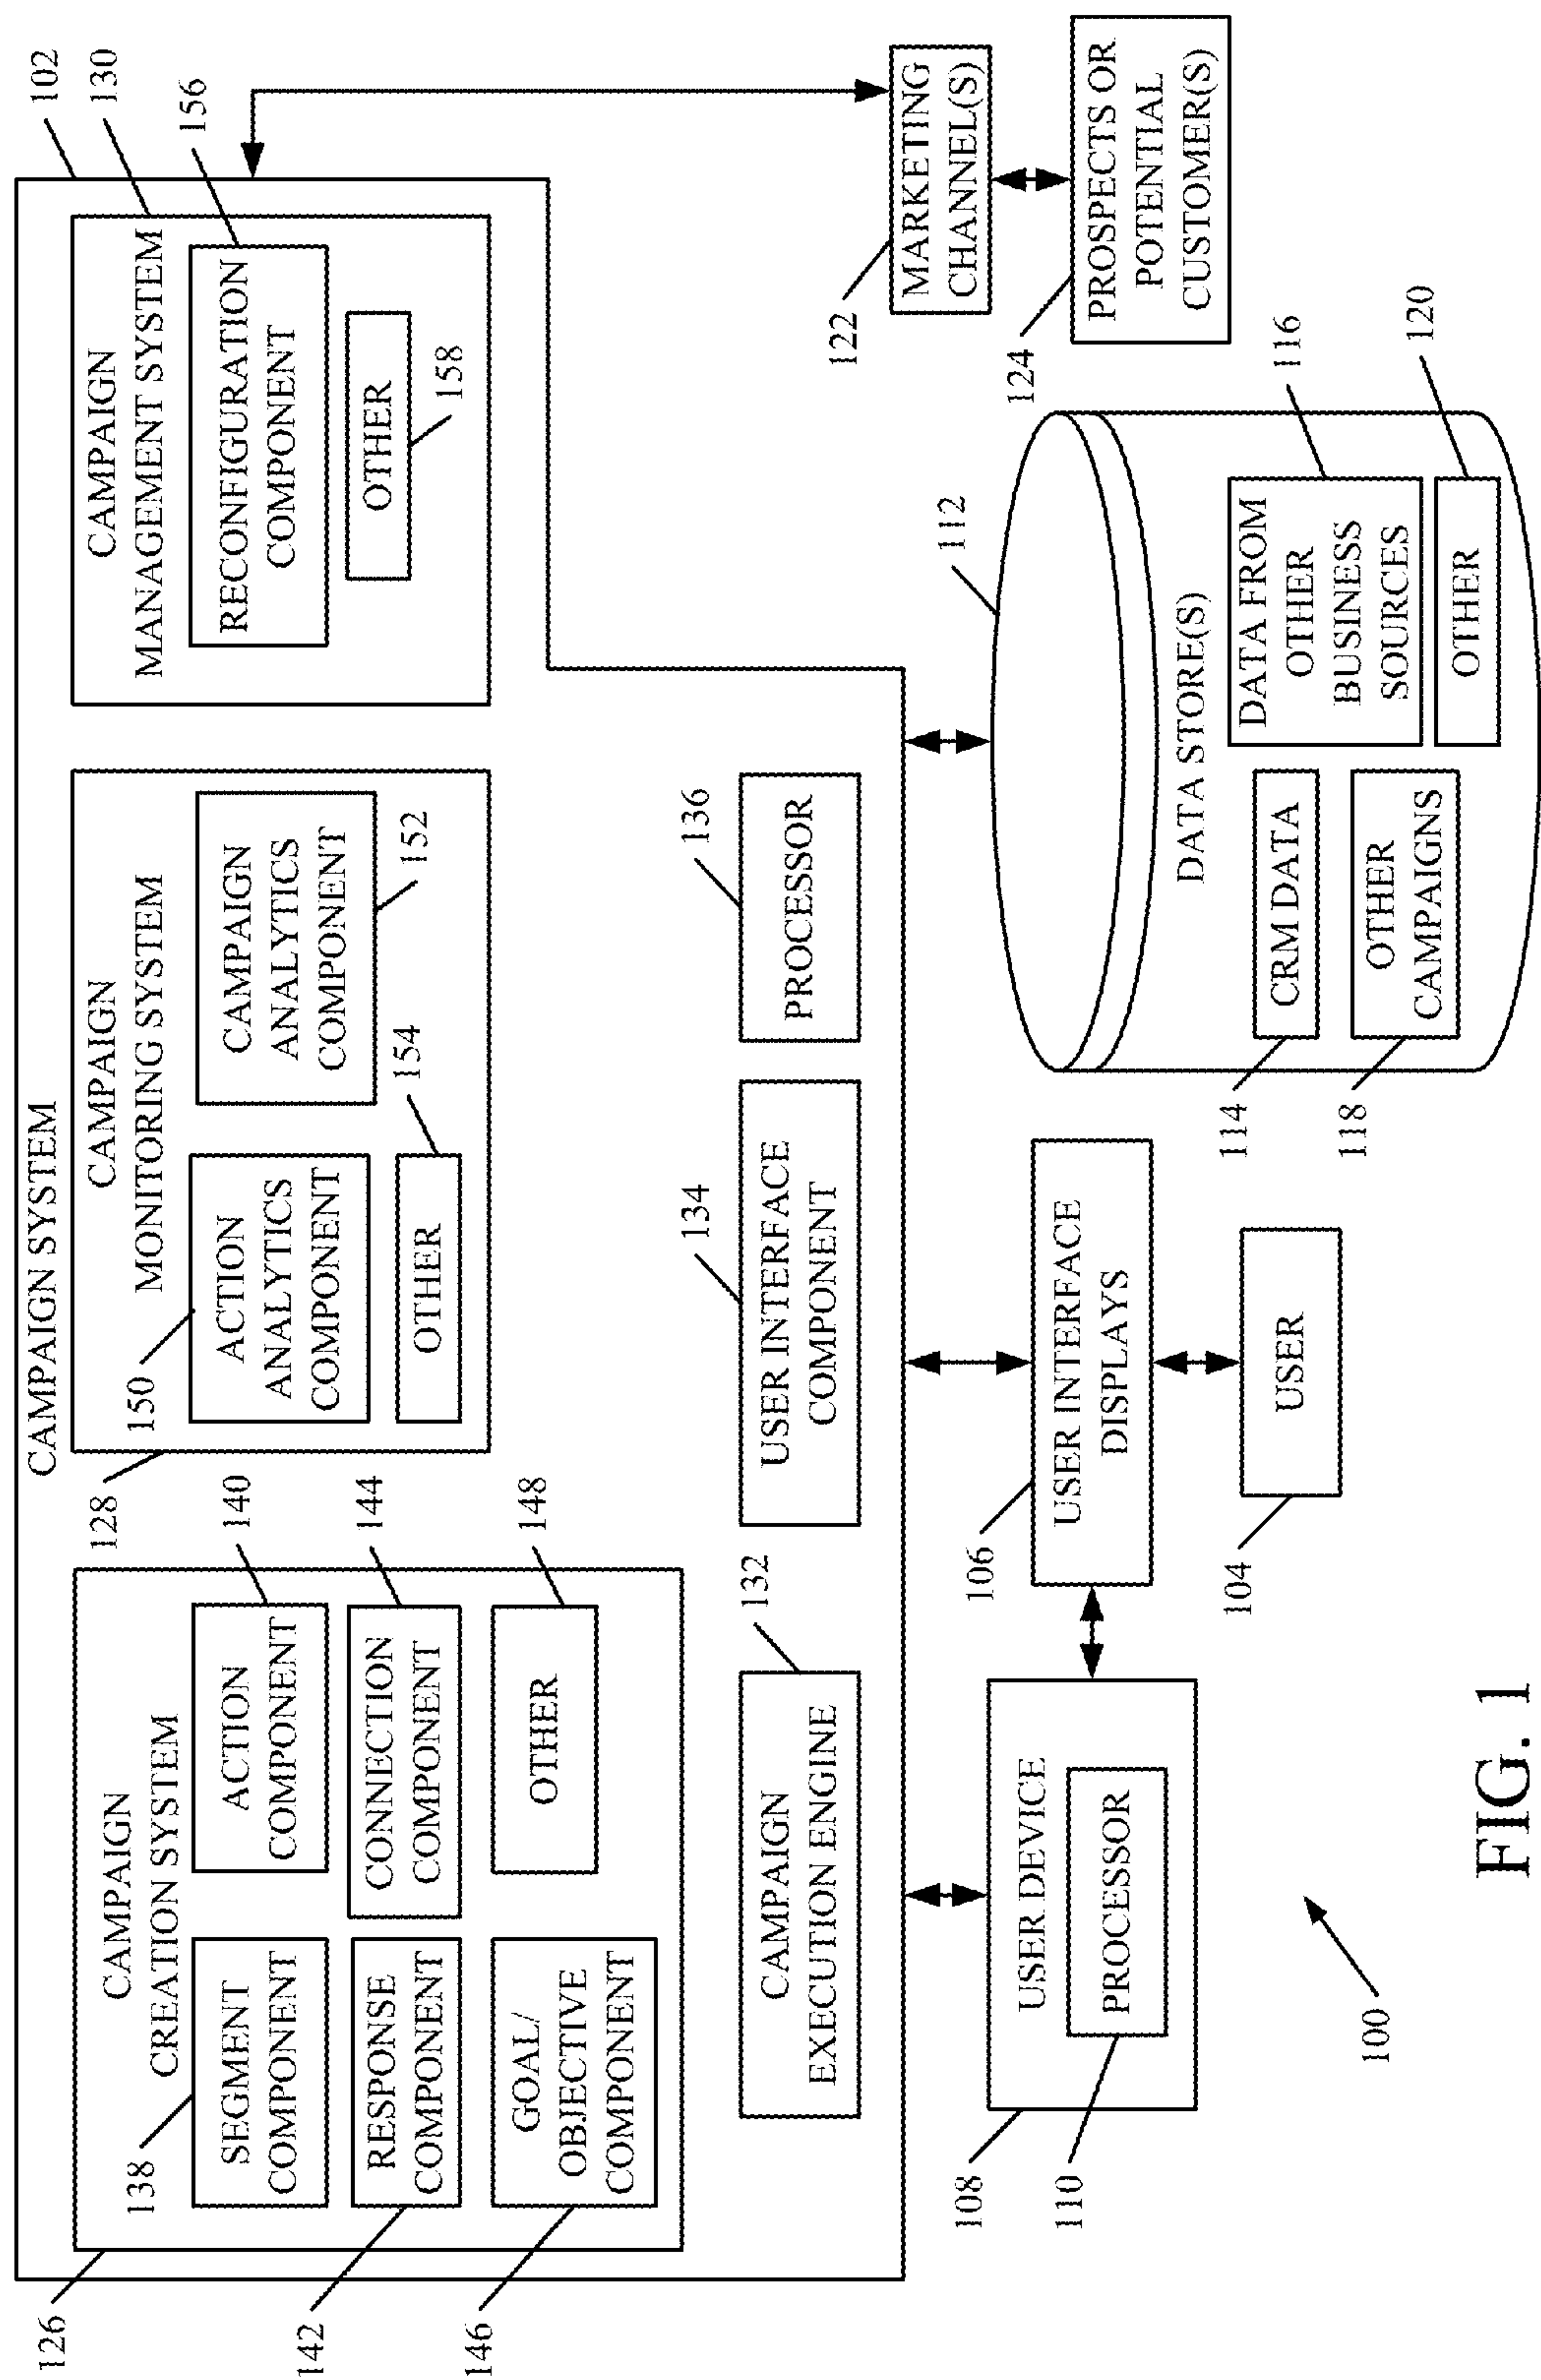 CAMPAIGN SYSTEM
102
126
CAMPAIGN
CREATION SYSTEM
138
SEGMENT
COMPONENT
140
ACTION
COMPONENT
142
RESPONSE
COMPONENT
144
CONNECTION
COMPONENT
146
GOAL/
OBJECTIVE
COMPONENT
148
OTHER
128
CAMPAIGN
MONITORING SYSTEM
150
ACTION
ANALYTICS
COMPONENT
152
CAMPAIGN
ANALYTICS
COMPONENT
154
OTHER
130
CAMPAIGN
MANAGEMENT SYSTEM
156
RECONFIGURATION
COMPONENT
OTHER
158
132
CAMPAIGN
EXECUTION ENGINE
134
USER INTERFACE
COMPONENT
136
PROCESSOR
108
USER DEVICE
110
PROCESSOR
106
USER INTERFACE
DISPLAYS
104
USER
112
DATA STORE(S)
114
CRM DATA
DATA FROM
OTHER
BUSINESS
SOURCES
116
118
OTHER
CAMPAIGNS
OTHER
120
122
MARKETING
CHANNEL(S)
124
PROSPECTS OR
POTENTIAL
CUSTOMER(S)
100
FIG. 1